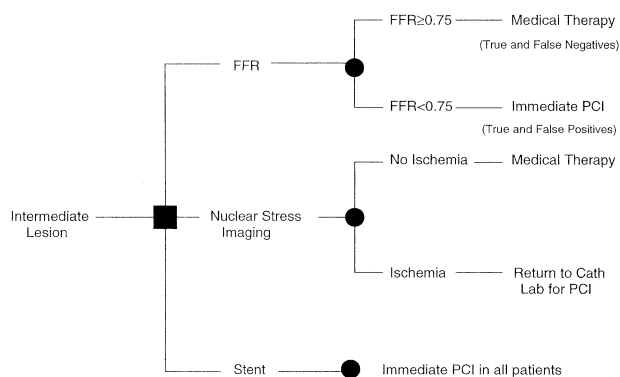 FFR≥0.75
Medical Therapy
(True and False Negatives)
FFR
FFR<0.75
Immediate PCI
(True and False Positives)
No Ischemia
Medical Therapy
Intermediate
Lesion
Nuclear Stress
Imaging
Ischemia
Return to Cath
Lab for PCI
Stent
Immediate PCI in all patients